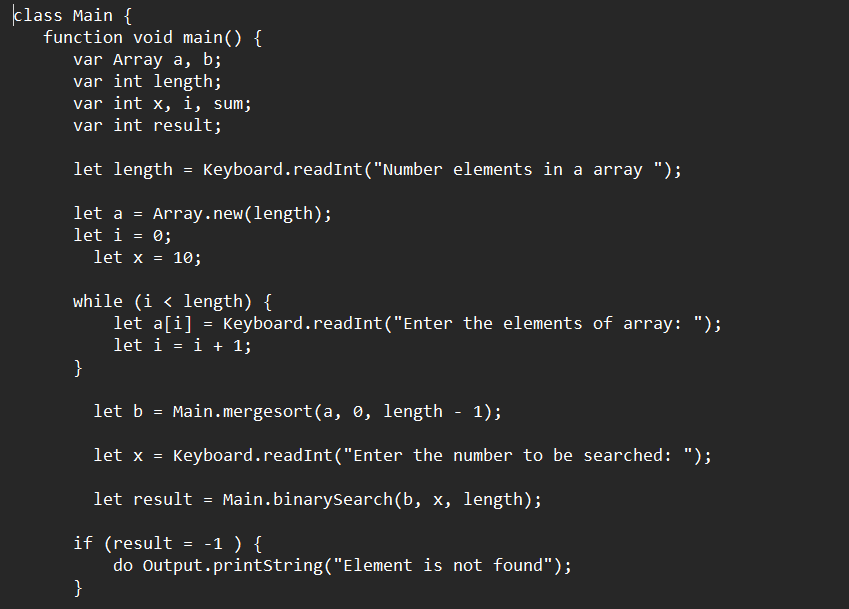 class Main {
function void main() {
var Array a, b;
var int length;
var int x, i, sum;
var int result;
let length = Keyboard.readInt("Number elements in a array ");
let a = Array.new(length);
let i = 0;
let x = 10;
while (i < length) {
let a[i] = Keyboard.readInt("Enter the elements of array: ");
let i = i + 1;
}
let b = Main.mergesort(a, 0, length - 1);
let x = Keyboard.readInt("Enter the number to be searched: ");
let result = Main.binarySearch(b, x, length);
if (result = -1 ) {
do Output.printString("Element is not found");
}